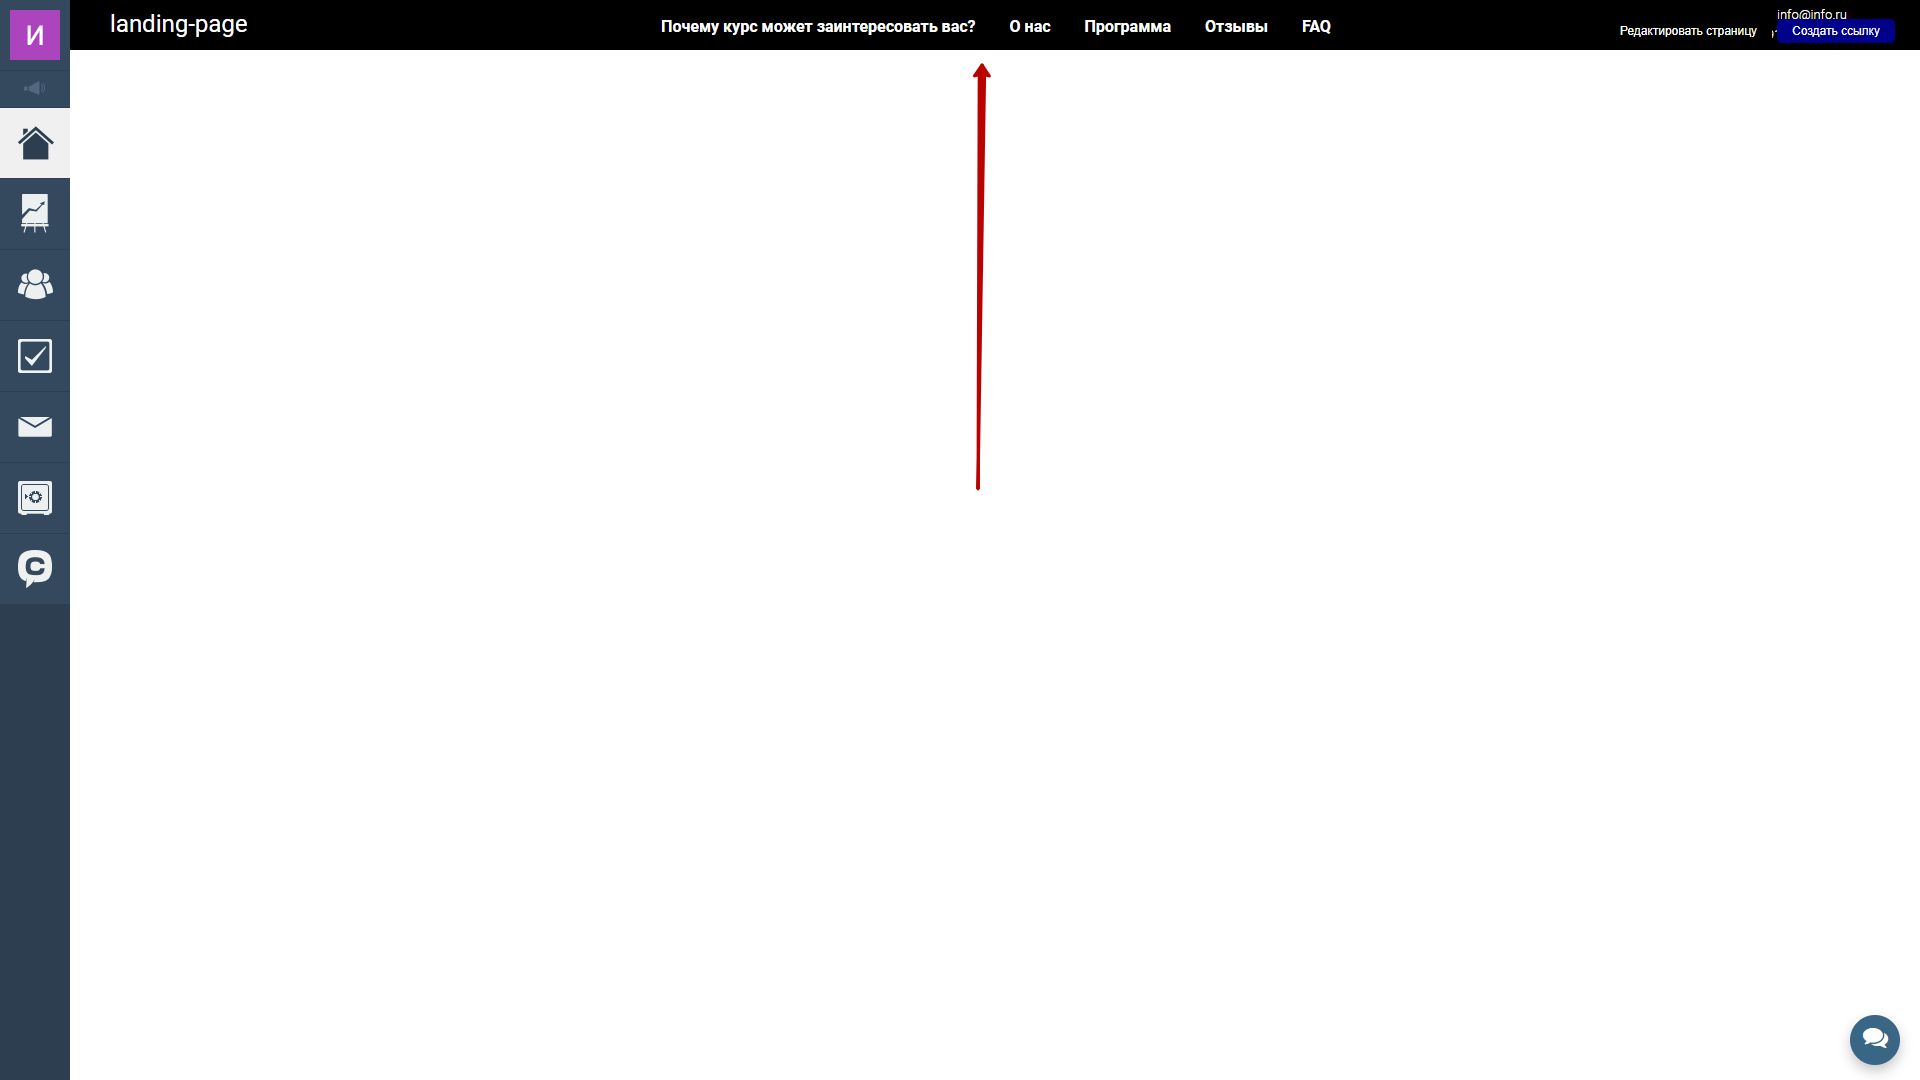 И
landing-page
Почему курс может заинтересовать вас? О нас Программа Отзывы FAQ
info@info.ru
Редактировать страницу
Создать ссылку